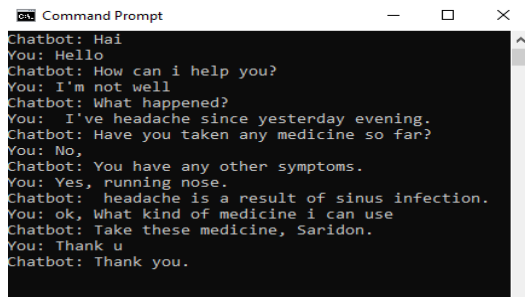 Command Prompt
Chatbot: Hai
You: Hello
Chatbot: How can i help you?
You: I'm not well
Chatbot: What happened?
You:  I've headache since yesterday evening.
Chatbot: Have you taken any medicine so far?
You: No,
Chatbot: You have any other symptoms.
You: Yes, running nose.
Chatbot:  headache is a result of sinus infection.
You: ok, What kind of medicine i can use
Chatbot: Take these medicine, Saridon.
You: Thank u
Chatbot: Thank you.